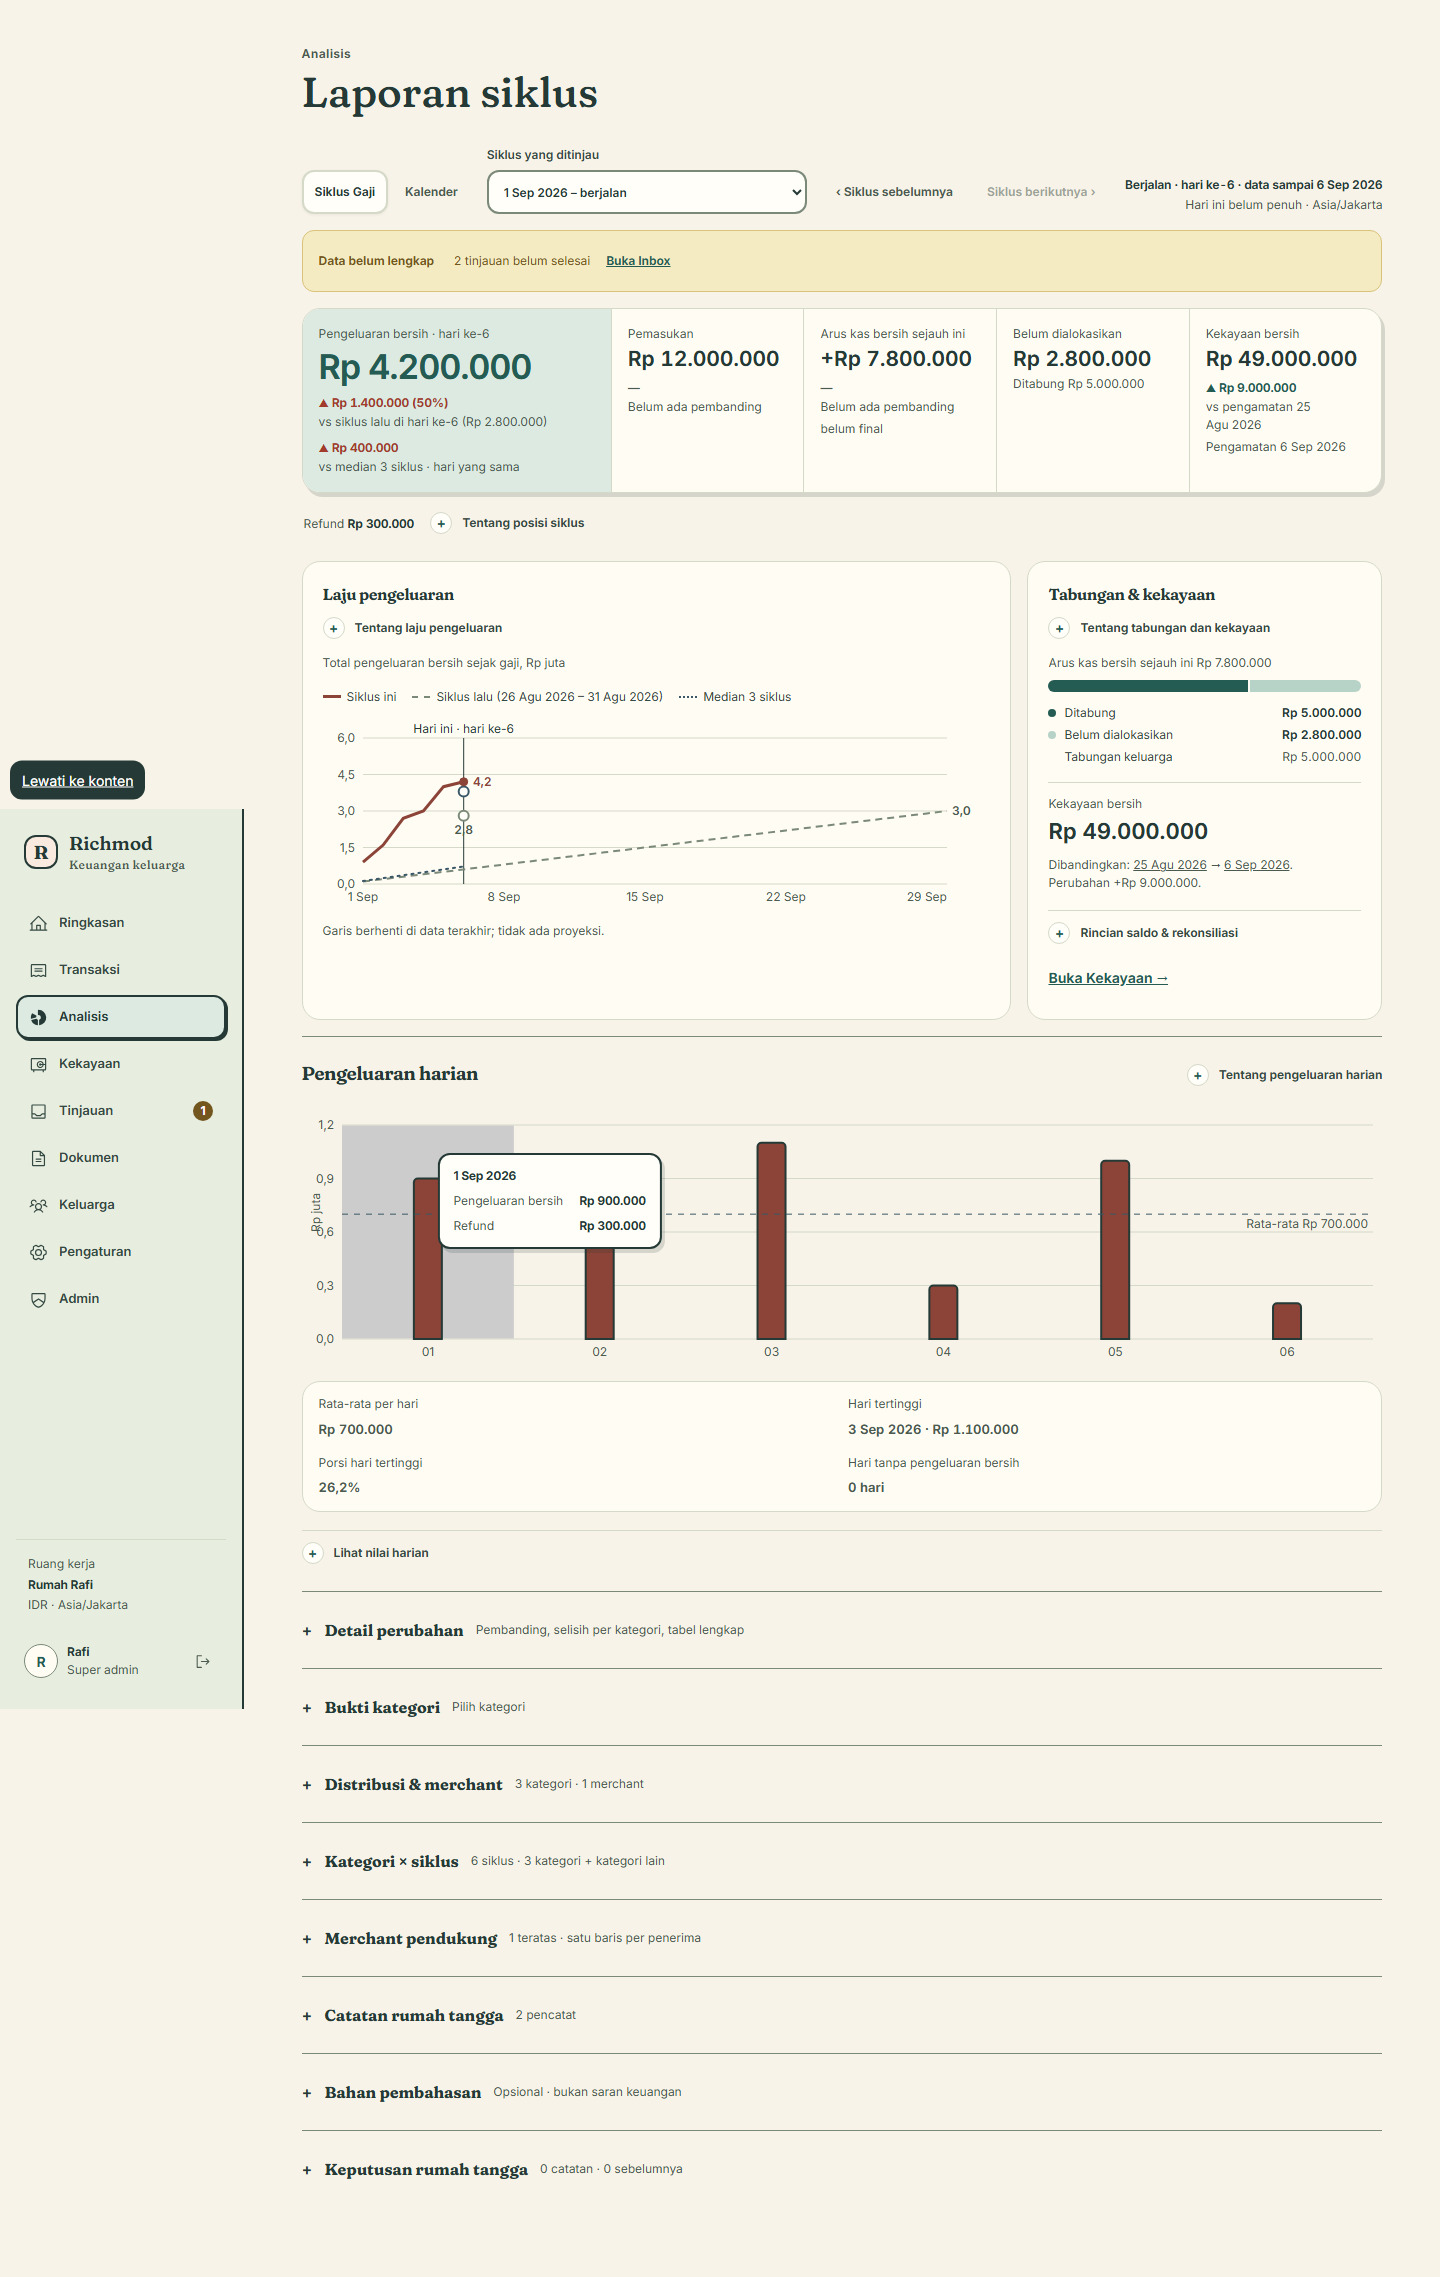 Analisis
Laporan siklus
Siklus yang ditinjau
Siklus Gaji
Kalender
1 Sep 2026 – berjalan
‹ Siklus sebelumnya
Siklus berikutnya ›
Berjalan · hari ke-6 · data sampai 6 Sep 2026
Hari ini belum penuh · Asia/Jakarta
Data belum lengkap
2 tinjauan belum selesai
Buka Inbox
Pengeluaran bersih · hari ke-6
Rp 4.200.000
▲ Rp 1.400.000 (50%)
vs siklus lalu di hari ke-6 (Rp 2.800.000)
▲ Rp 400.000
vs median 3 siklus · hari yang sama
Pemasukan
Rp 12.000.000
—
Belum ada pembanding
Arus kas bersih sejauh ini
+Rp 7.800.000
—
Belum ada pembanding
belum final
Belum dialokasikan
Rp 2.800.000
Ditabung Rp 5.000.000
Kekayaan bersih
Rp 49.000.000
▲ Rp 9.000.000
vs pengamatan 25
Agu 2026
Pengamatan 6 Sep 2026
Refund Rp 300.000
+ Tentang posisi siklus
Laju pengeluaran
+ Tentang laju pengeluaran
Total pengeluaran bersih sejak gaji, Rp juta
Siklus ini
Siklus lalu (26 Agu 2026 – 31 Agu 2026)
Median 3 siklus
Hari ini · hari ke-6
6,0
4,5
3,0
1,5
0,0
4,2
2,8
3,0
1 Sep
8 Sep
15 Sep
22 Sep
29 Sep
Garis berhenti di data terakhir; tidak ada proyeksi.
Tabungan & kekayaan
+ Tentang tabungan dan kekayaan
Arus kas bersih sejauh ini Rp 7.800.000
Ditabung Rp 5.000.000
Belum dialokasikan Rp 2.800.000
Tabungan keluarga Rp 5.000.000
Kekayaan bersih
Rp 49.000.000
Dibandingkan: 25 Agu 2026 → 6 Sep 2026.
Perubahan +Rp 9.000.000.
+ Rincian saldo & rekonsiliasi
Buka Kekayaan →
Lewati ke konten
R
Richmod
Keuangan keluarga
Ringkasan
Transaksi
Analisis
Kekayaan
Tinjauan 1
Dokumen
Keluarga
Pengaturan
Admin
Ruang kerja
Rumah Rafi
IDR · Asia/Jakarta
R
Rafi
Super admin
Pengeluaran harian
+ Tentang pengeluaran harian
Rp juta
1,2
0,9
0,6
0,3
0,0
1 Sep 2026
Pengeluaran bersih Rp 900.000
Refund Rp 300.000
Rata-rata Rp 700.000
01
02
03
04
05
06
Rata-rata per hari
Rp 700.000
Hari tertinggi
3 Sep 2026 · Rp 1.100.000
Porsi hari tertinggi
26,2%
Hari tanpa pengeluaran bersih
0 hari
+ Lihat nilai harian
+ Detail perubahan Pembanding, selisih per kategori, tabel lengkap
+ Bukti kategori Pilih kategori
+ Distribusi & merchant 3 kategori · 1 merchant
+ Kategori × siklus 6 siklus · 3 kategori + kategori lain
+ Merchant pendukung 1 teratas · satu baris per penerima
+ Catatan rumah tangga 2 pencatat
+ Bahan pembahasan Opsional · bukan saran keuangan
+ Keputusan rumah tangga 0 catatan · 0 sebelumnya